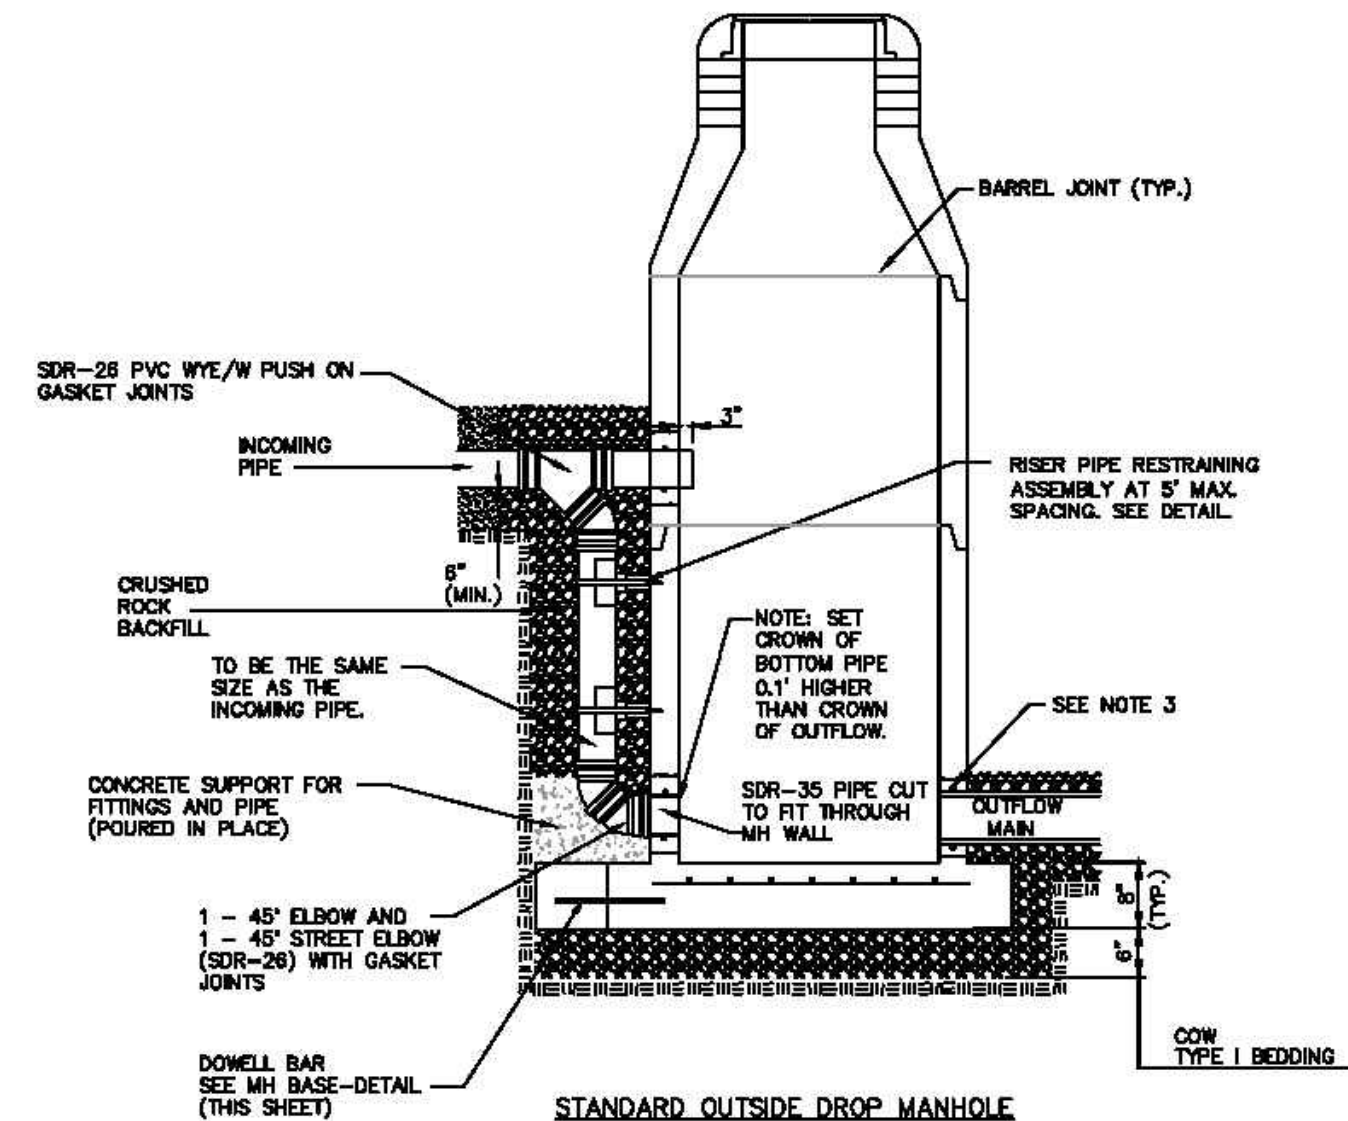 BARREL JOINT (TYP.)
SDR-26 PVC WYE/W PUSH ON
GASKET JOINTS
3"
INCOMING
PIPE
RISER PIPE RESTRAINING
ASSEMBLY AT 5' MAX.
SPACING. SEE DETAIL.
6"
(MIN.)
CRUSHED
ROCK
BACKFILL
NOTE: SET
CROWN OF
BOTTOM PIPE
0.1' HIGHER
THAN CROWN
OF OUTFLOW.
TO BE THE SAME
SIZE AS THE
INCOMING PIPE.
SEE NOTE 3
CONCRETE SUPPORT FOR
FITTINGS AND PIPE
(POURED IN PLACE)
SDR-35 PIPE CUT
TO FIT THROUGH
MH WALL
OUTFLOW
MAIN
8"
(TYP.)
6"
1 - 45° ELBOW AND
1 - 45° STREET ELBOW
(SDR-26) WITH GASKET
JOINTS
COW
TYPE I BEDDING
DOWELL BAR
SEE MH BASE-DETAIL
(THIS SHEET)
STANDARD OUTSIDE DROP MANHOLE